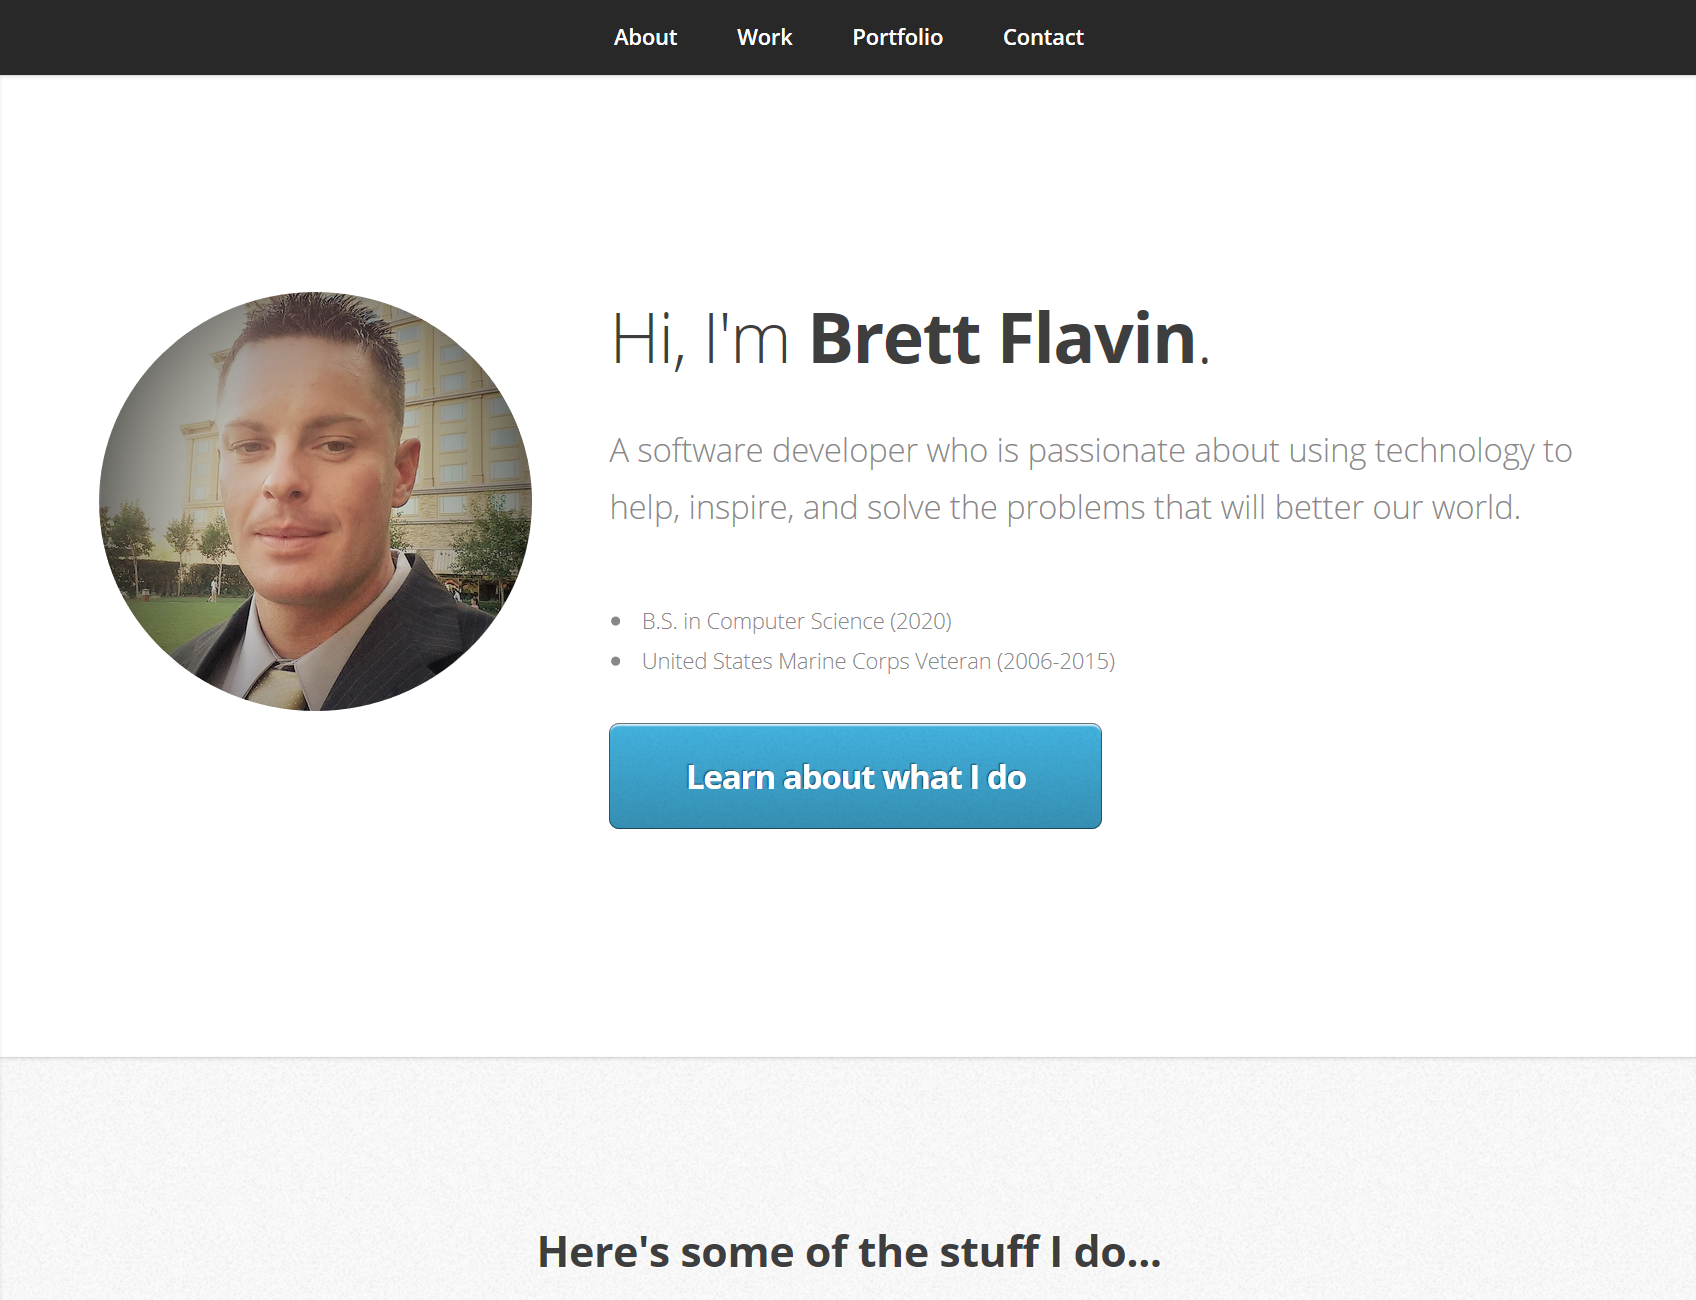 About Work Portfolio Contact
Hi, I'm Brett Flavin.
A software developer who is passionate about using technology to
help, inspire, and solve the problems that will better our world.
B.S. in Computer Science (2020)
United States Marine Corps Veteran (2006-2015)
Learn about what I do
Here's some of the stuff I do...